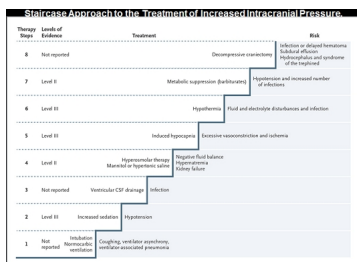 Staircase Approach to the Treatment of Increased Intracranial Pressure.
Therapy Steps Levels of Evidence Treatment Risk
8 Not reported Decompressive craniectomy Infection or delayed hematoma
Subdural effusion
Hydrocephalus and syndrome
of the trephined
7 Level II Metabolic suppression (barbiturates) Hypotension and increased number
of infections
6 Level III Hypothermia Fluid and electrolyte disturbances and infection
5 Level III Induced hypocapnia Excessive vasoconstriction and ischemia
4 Level II Hyperosmolar therapy
Mannitol or hypertonic saline
Negative fluid balance
Hypernatremia
Kidney failure
3 Not reported Ventricular CSF drainage Infection
2 Level III Increased sedation Hypotension
1 Not reported Intubation
Normocarbic
ventilation
Coughing, ventilator asynchrony,
ventilator-associated pneumonia